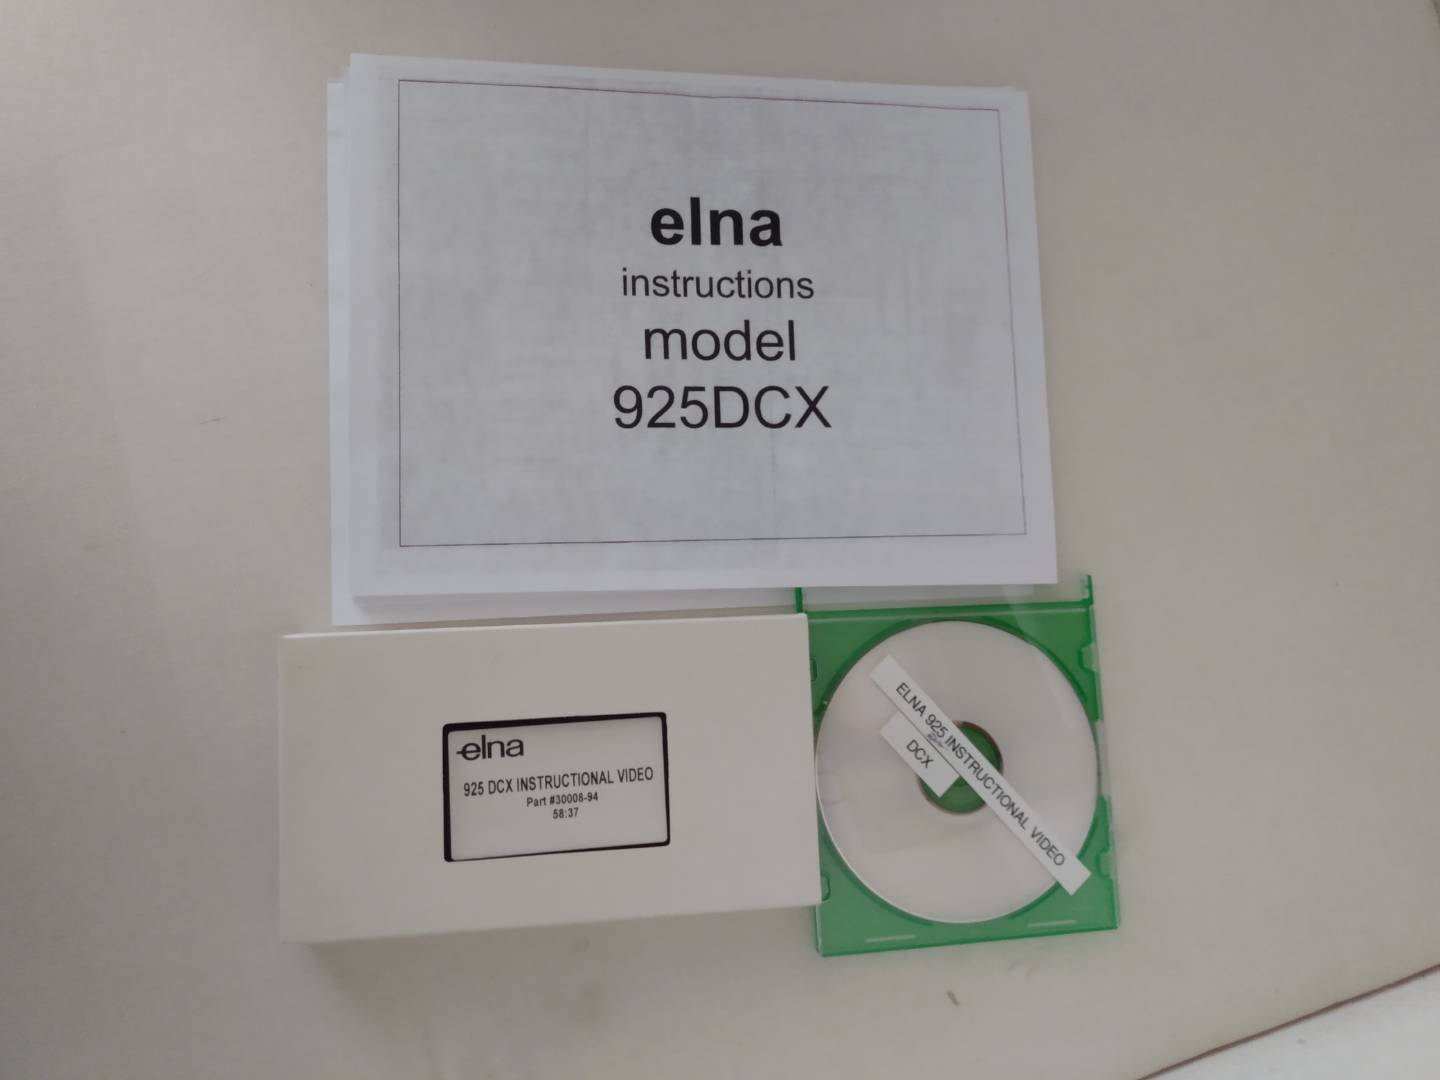 elna
instructions
model
925DCX
elna
925 DCX INSTRUCTIONAL VIDEO
Part #30008-94
58:37
ELNA 925 INSTRUCTIONAL VIDEO
DCX